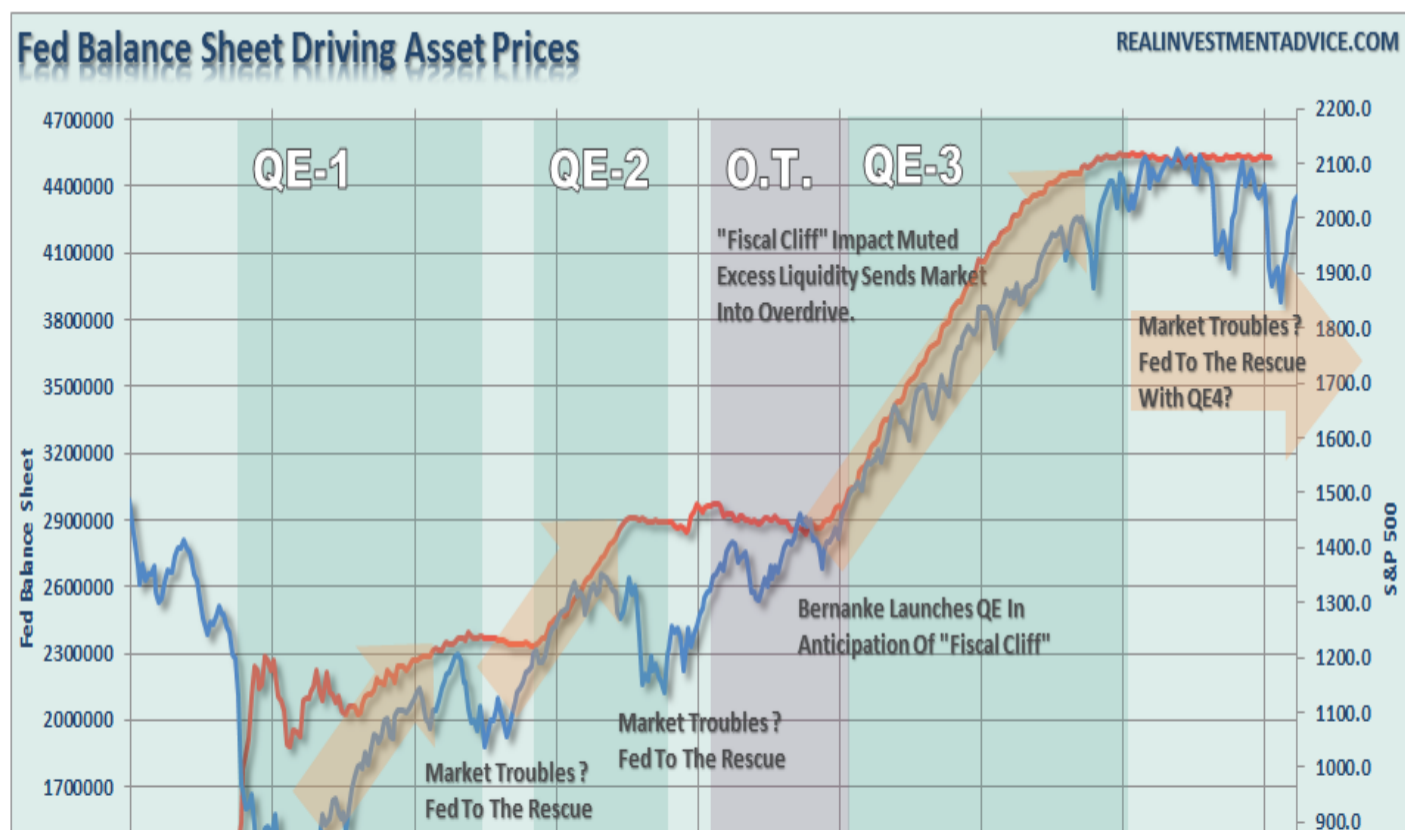 Fed Balance Sheet Driving Asset Prices
REALINVESTMENTADVICE.COM
4700000
4400000
4100000
3800000
3500000
3200000
2900000
2600000
2300000
2000000
1700000
Fed Balance Sheet
QE-1
QE-2
O.T.
QE-3
"Fiscal Cliff" Impact Muted
Excess Liquidity Sends Market
Into Overdrive.
Market Troubles ?
Fed To The Rescue
With QE4?
Bernanke Launches QE In
Anticipation Of "Fiscal Cliff"
Market Troubles ?
Fed To The Rescue
Market Troubles ?
Fed To The Rescue
2200.0
2100.0
2000.0
1900.0
1800.0
1700.0
1600.0
1500.0
1400.0
1300.0
1200.0
1100.0
1000.0
900.0
S&P 500